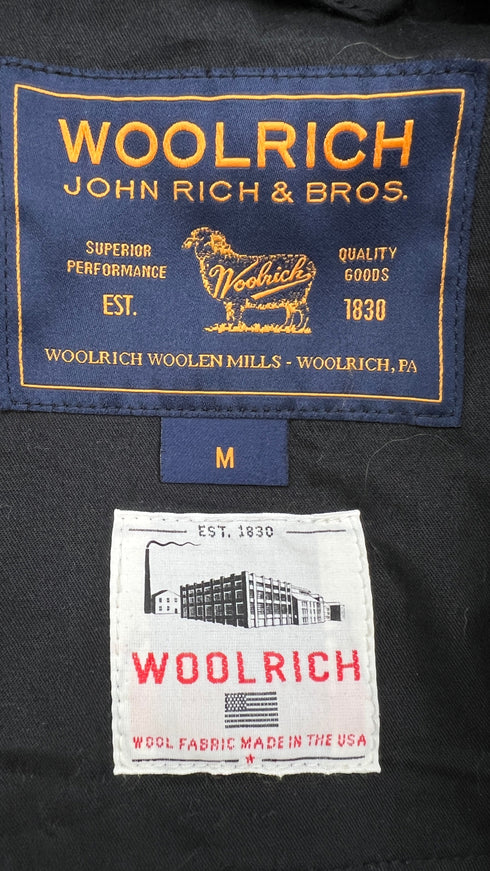 WOOLRICH
JOHN RICH & BROS.
SUPERIOR
PERFORMANCE
EST.
Woolrich
QUALITY
GOODS
1830
WOOLRICH WOOLEN MILLS - WOOLRICH, PA
M
EST. 1830
WOOLRICH
WOOL FABRIC MADE IN THE USA